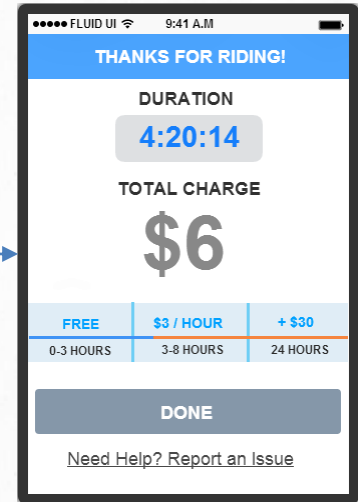 FLUID UI 9:41 A.M
THANKS FOR RIDING!
DURATION
4:20:14
TOTAL CHARGE
$6
FREE $3 / HOUR + $30
0-3 HOURS 3-8 HOURS 24 HOURS
DONE
Need Help? Report an Issue